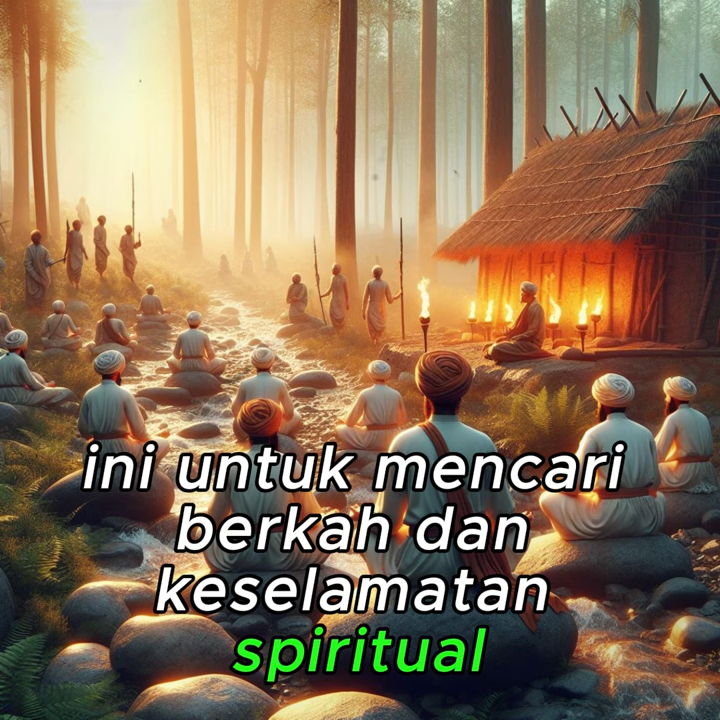 ini untuk mencari
berkah dan
keselamatan
spiritual